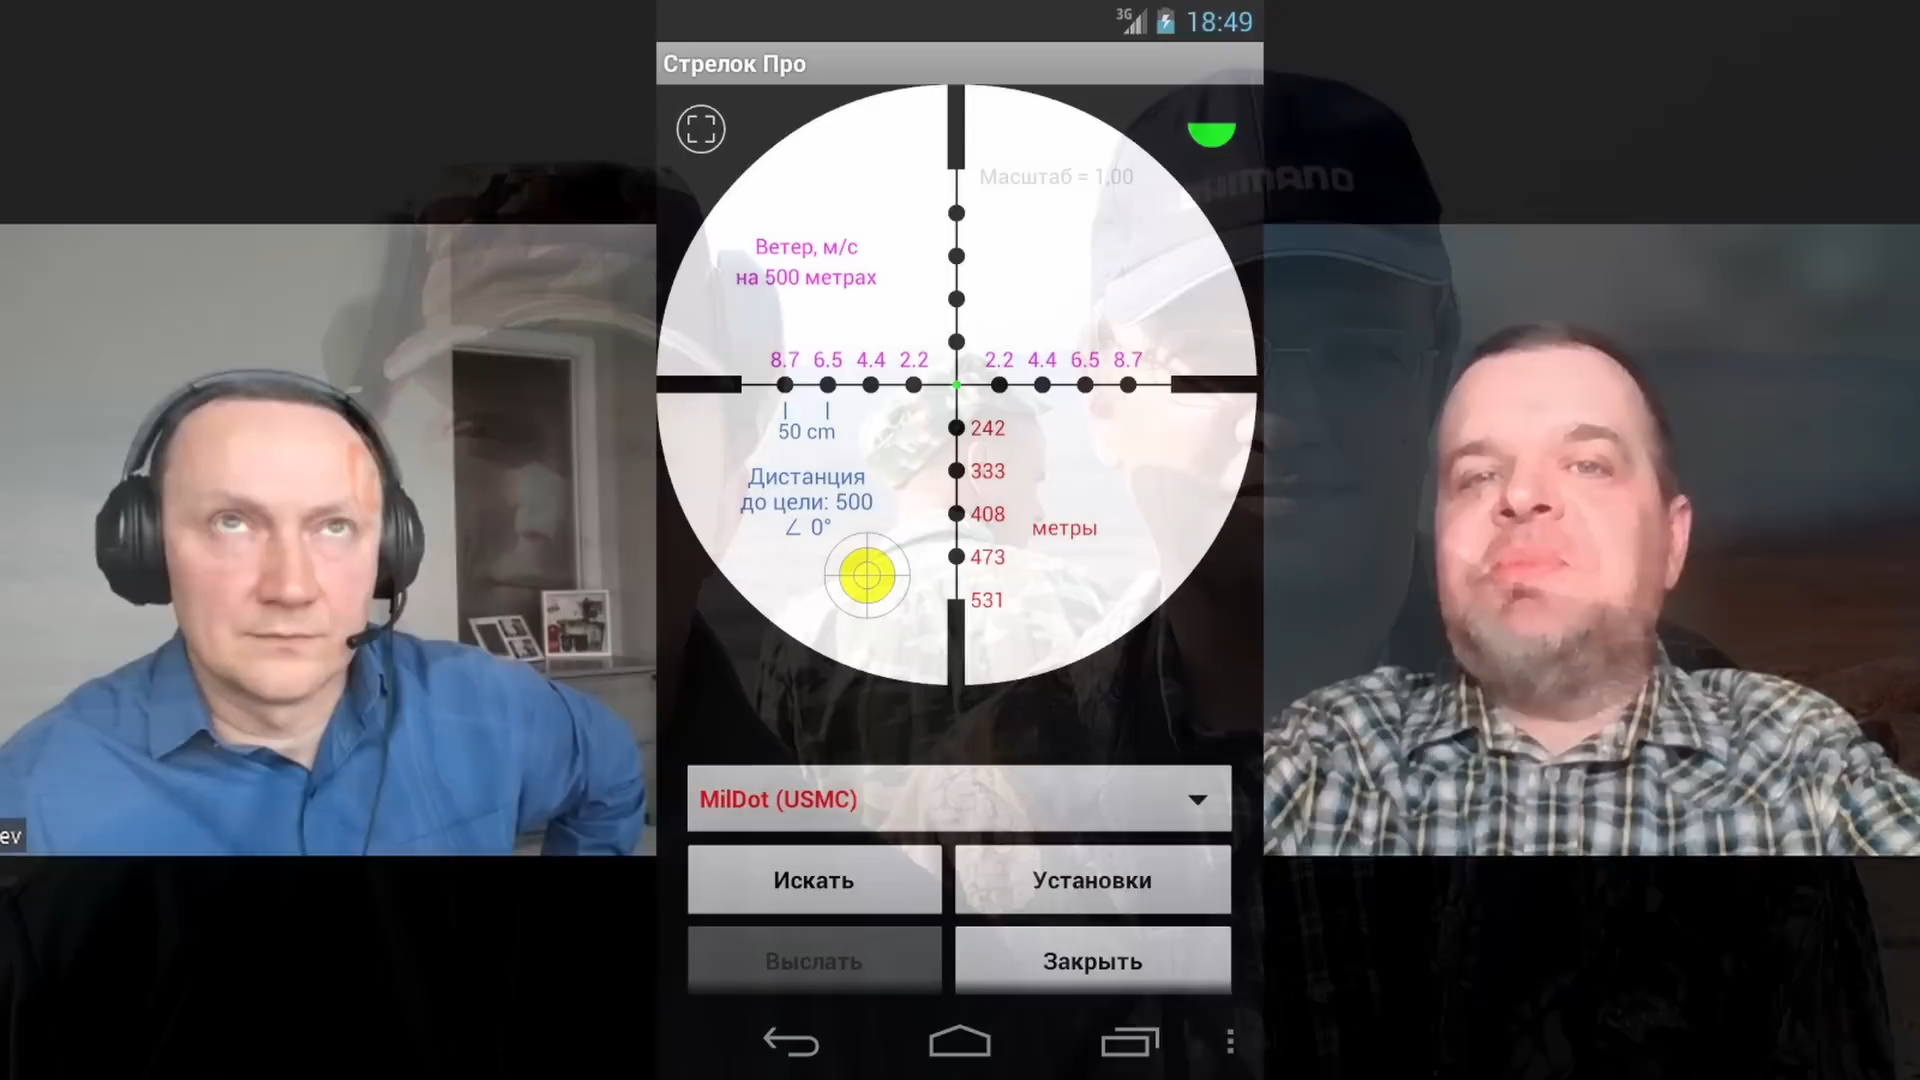 3G 18:49
Стрелок Про
Масштаб = 1,00
Ветер, м/с
на 500 метрах
8.7 6.5 4.4 2.2 2.2 4.4 6.5 8.7
50 cm
242
333
408
473
531
метры
Дистанция
до цели: 500
∠ 0°
MilDot (USMC)
Искать
Установки
Выслать
Закрыть
ev